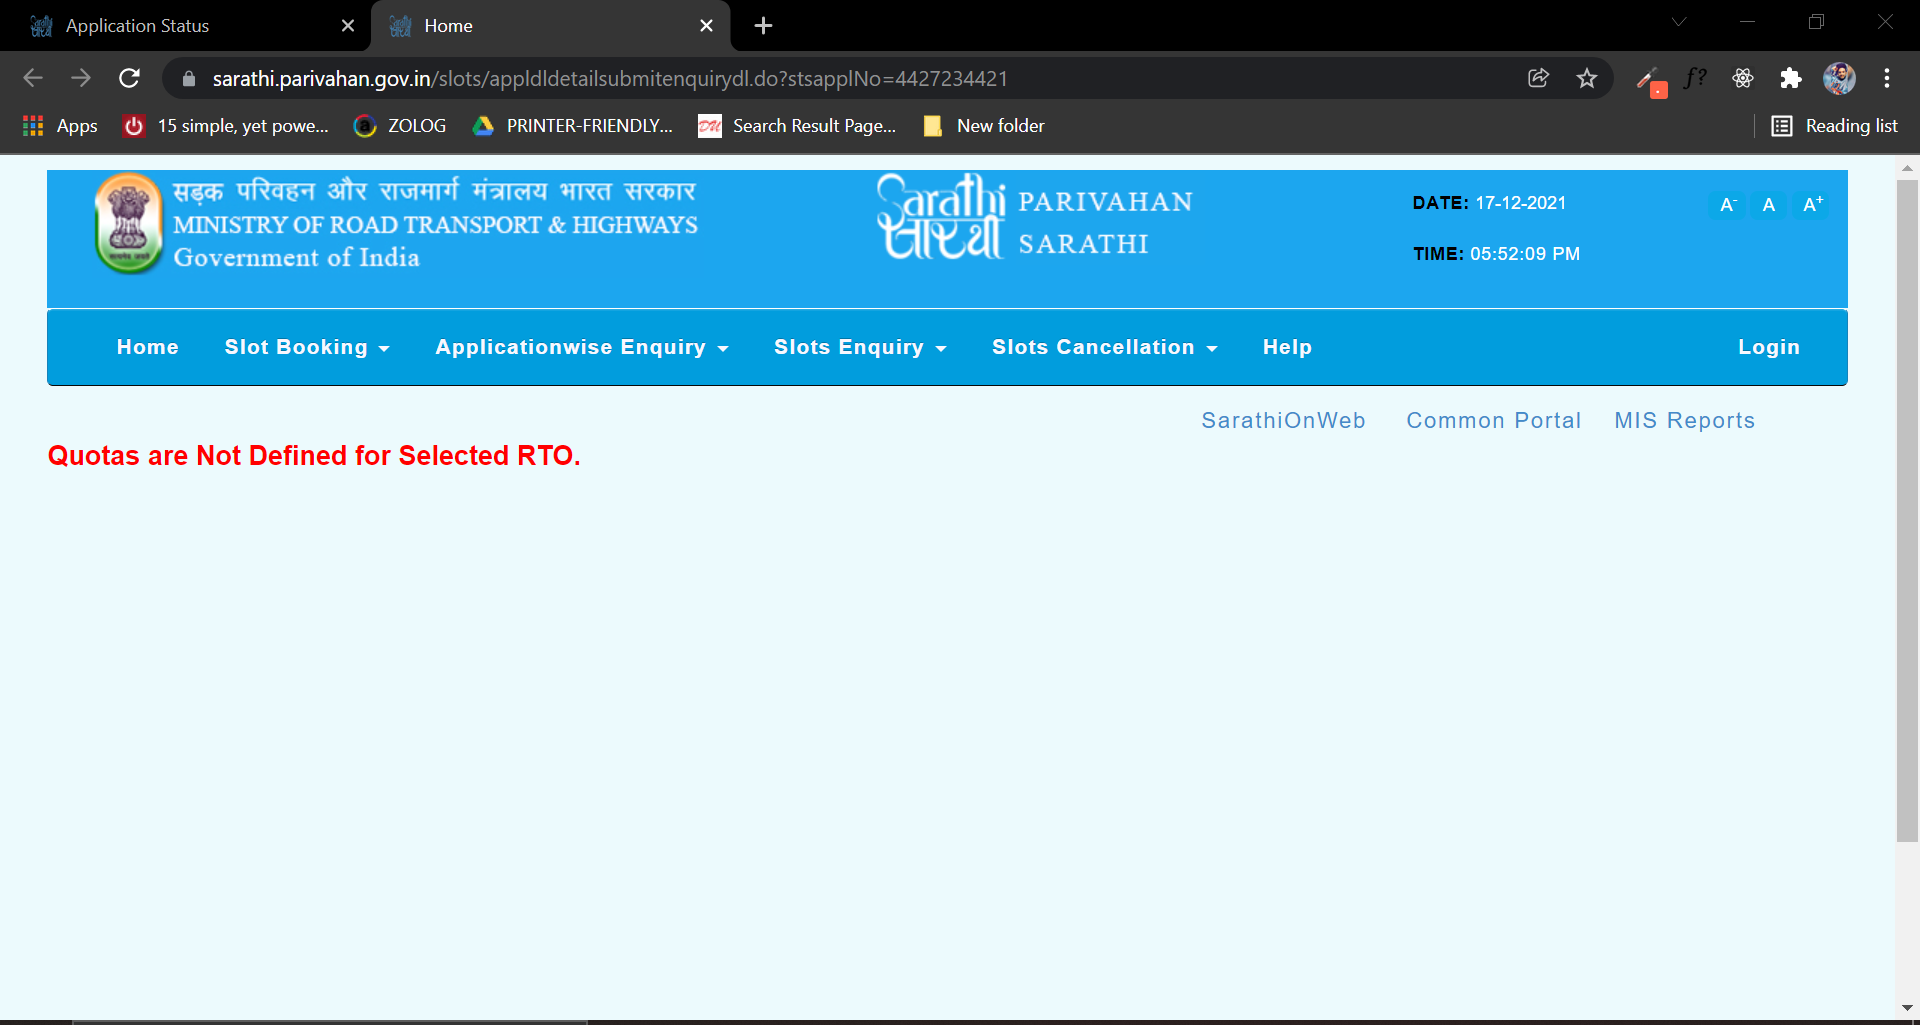 Application Status
Home
sarathi.parivahan.gov.in/slots/appldldetailsubmitenquirydl.do?stsapplNo=4427234421
f?
Apps
15 simple, yet powe...
ZOLOG
PRINTER-FRIENDLY...
DU
Search Result Page...
New folder
Reading list
सड़क परिवहन और राजमार्ग मंत्रालय भारत सरकार
MINISTRY OF ROAD TRANSPORT & HIGHWAYS
Government of India
Sarathi
सारथी
PARIVAHAN
SARATHI
DATE: 17-12-2021
TIME: 05:52:09 PM
A- A A+
Home Slot Booking Applicationwise Enquiry Slots Enquiry Slots Cancellation Help Login
SarathiOnWeb Common Portal MIS Reports
Quotas are Not Defined for Selected RTO.